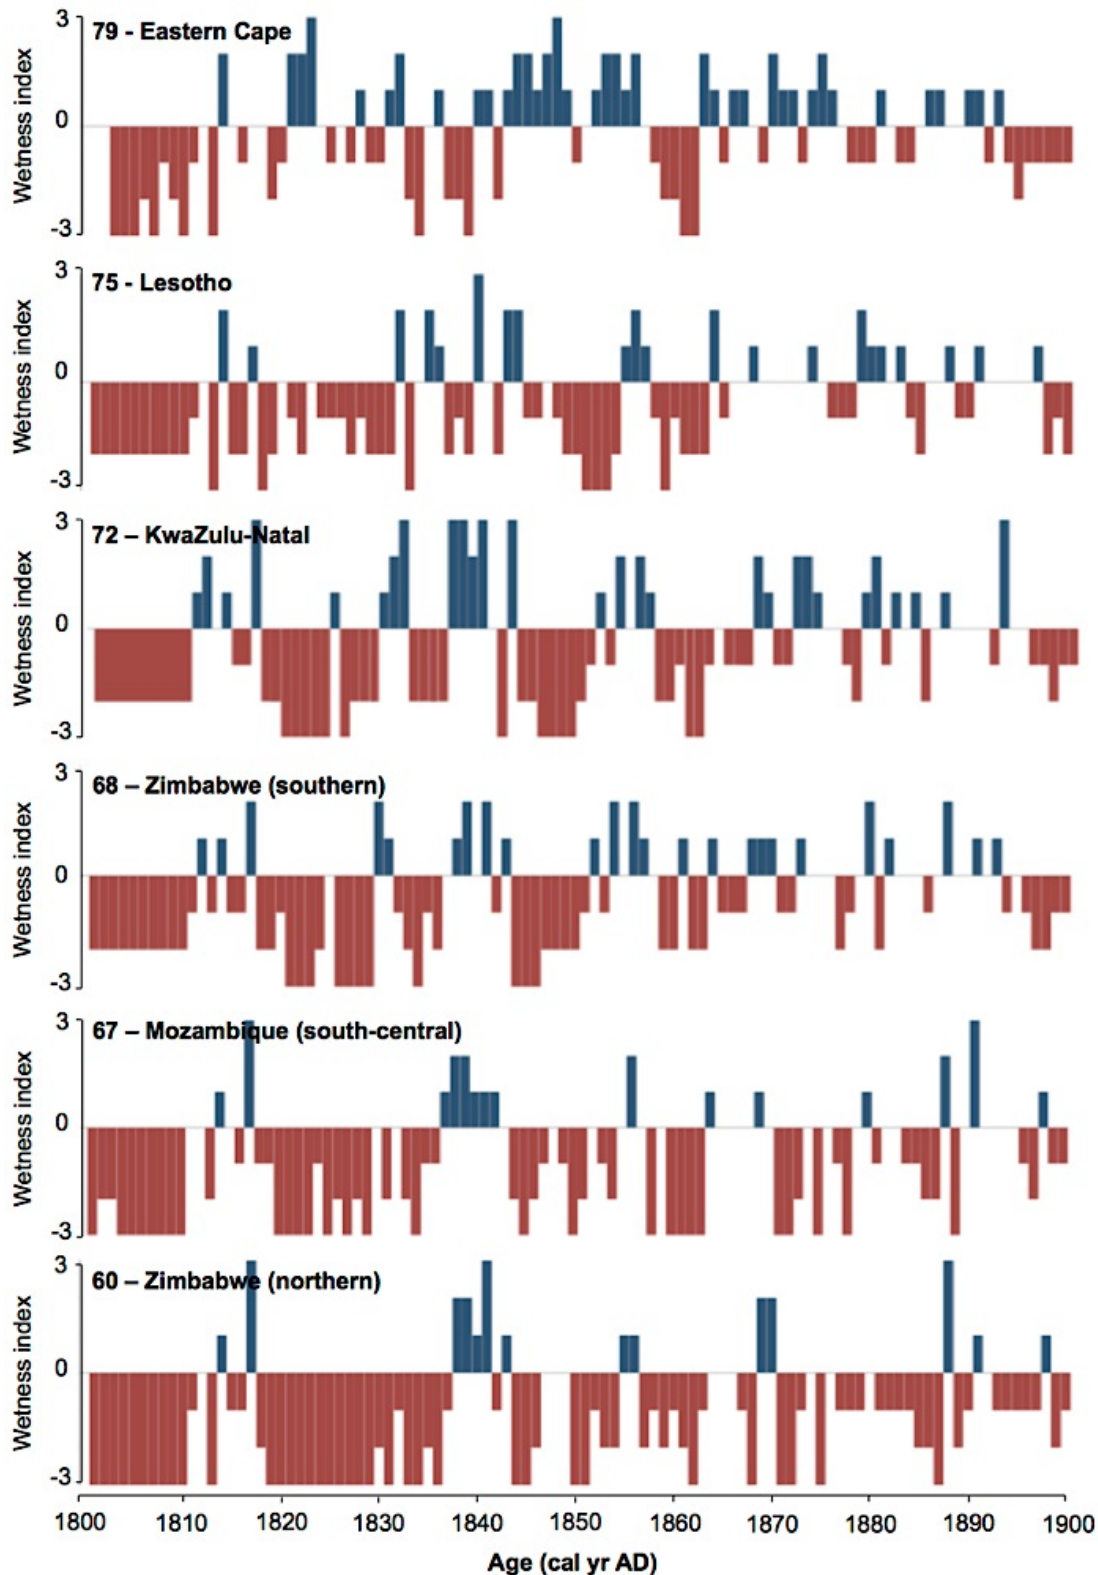 3
79 - Eastern Cape
Wetness index
0
-3
3
75 - Lesotho
Wetness index
0
-3
3
72 – KwaZulu-Natal
Wetness index
0
-3
3
68 – Zimbabwe (southern)
Wetness index
0
-3
3
67 – Mozambique (south-central)
Wetness index
0
-3
3
60 – Zimbabwe (northern)
Wetness index
0
-3
1800 1810 1820 1830 1840 1850 1860 1870 1880 1890 1900
Age (cal yr AD)